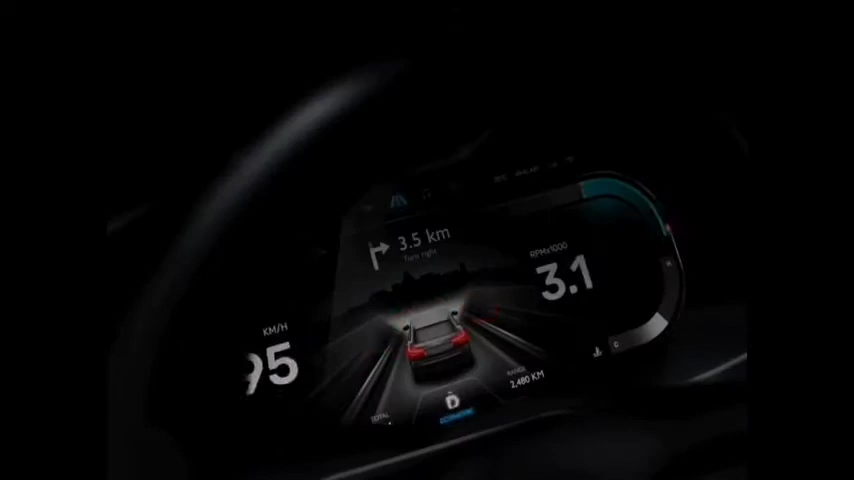 3.5 km
Turn right
RPMx1000
3.1
KM/H
95
RANGE
2,480 KM
TOTAL
D
C